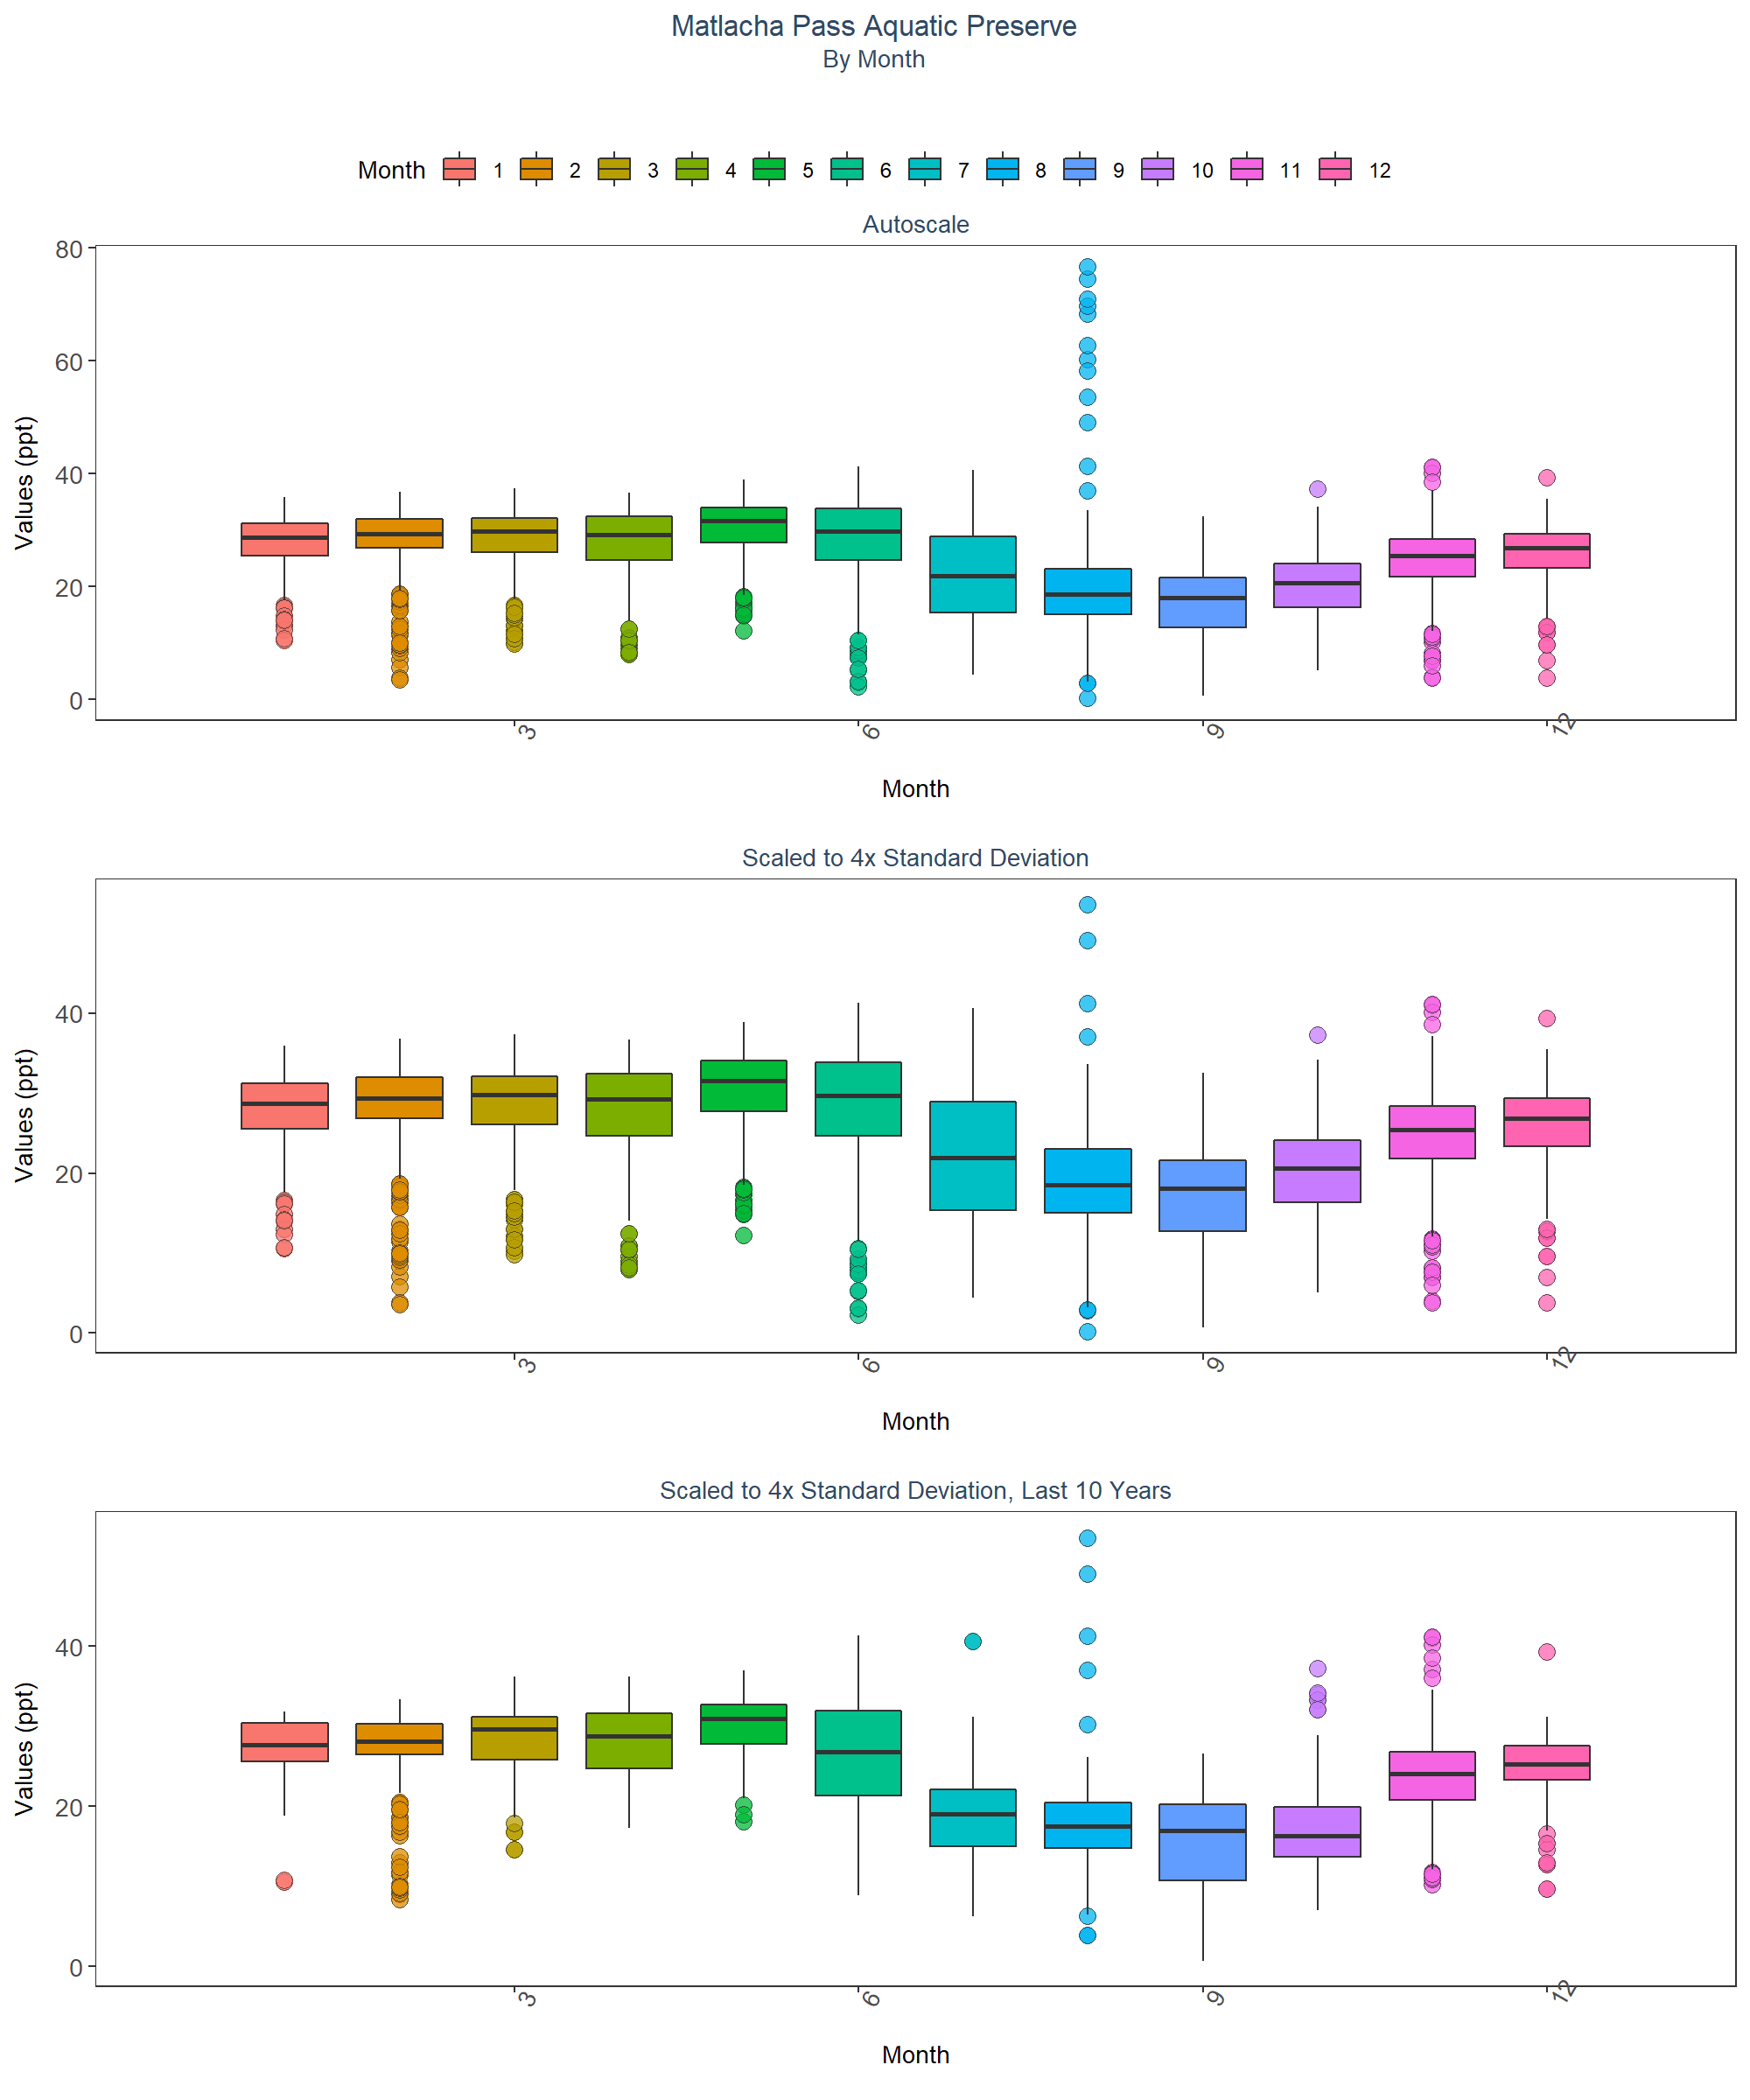 Matlacha Pass Aquatic Preserve
By Month
Month 1 2 3 4 5 6 7 8 9 10 11 12
Autoscale
Values (ppt)
80
60
40
20
0
3 6 9 12
Month
Scaled to 4x Standard Deviation
Values (ppt)
40
20
0
3 6 9 12
Month
Scaled to 4x Standard Deviation, Last 10 Years
Values (ppt)
40
20
0
3 6 9 12
Month